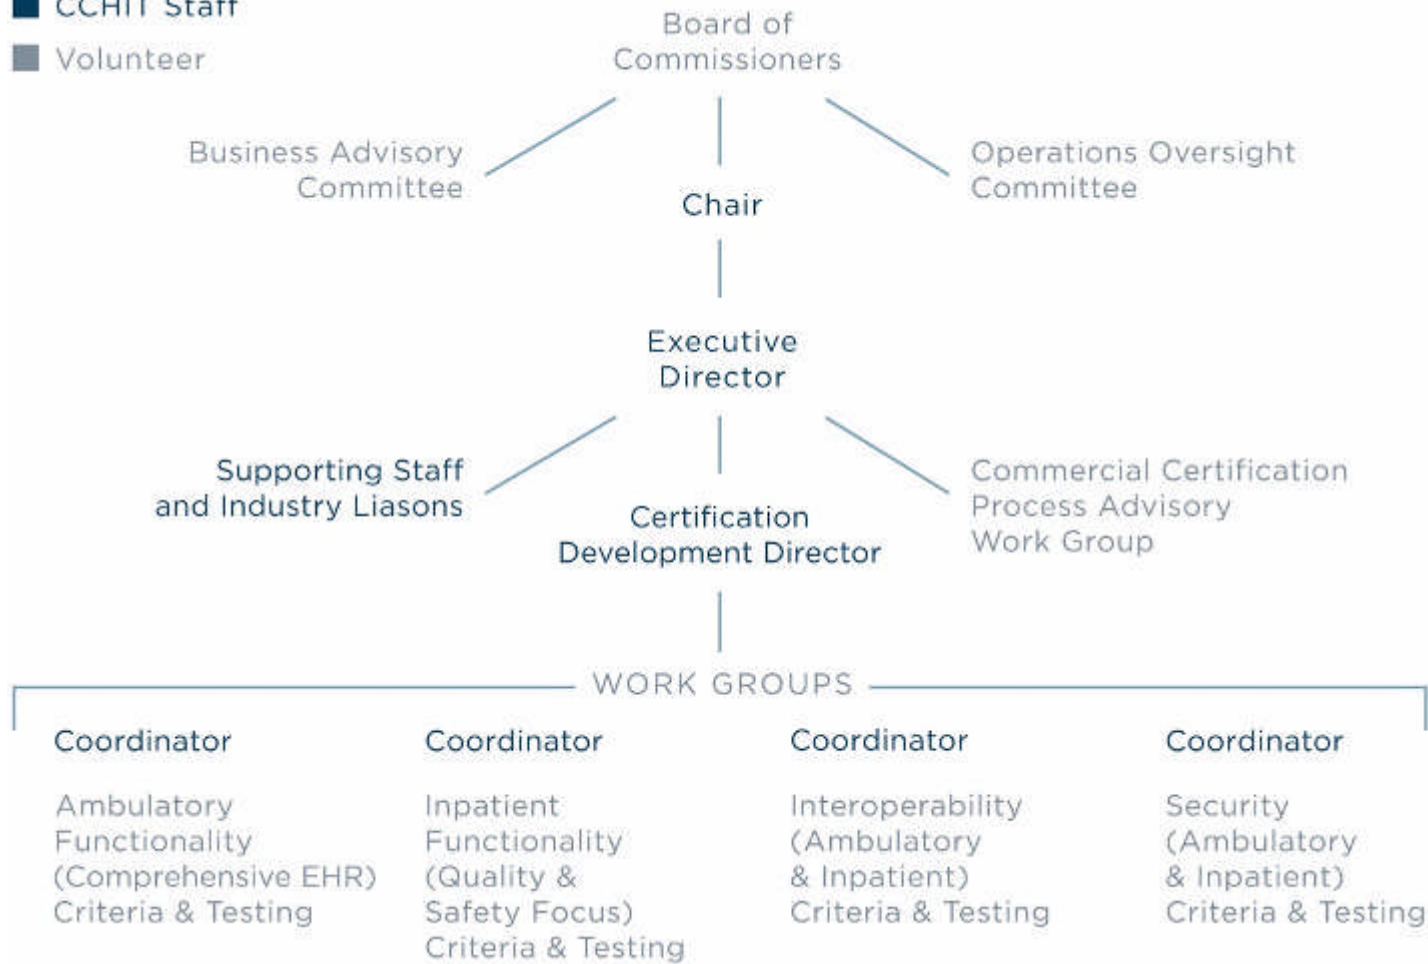 CCHIT Staff
Volunteer
Board of
Commissioners
Business Advisory
Committee
Operations Oversight
Committee
Chair
Executive
Director
Supporting Staff
and Industry Liasons
Commercial Certification
Process Advisory
Work Group
Certification
Development Director
WORK GROUPS
Coordinator
Ambulatory
Functionality
(Comprehensive EHR)
Criteria & Testing
Coordinator
Inpatient
Functionality
(Quality &
Safety Focus)
Criteria & Testing
Coordinator
Interoperability
(Ambulatory
& Inpatient)
Criteria & Testing
Coordinator
Security
(Ambulatory
& Inpatient)
Criteria & Testing